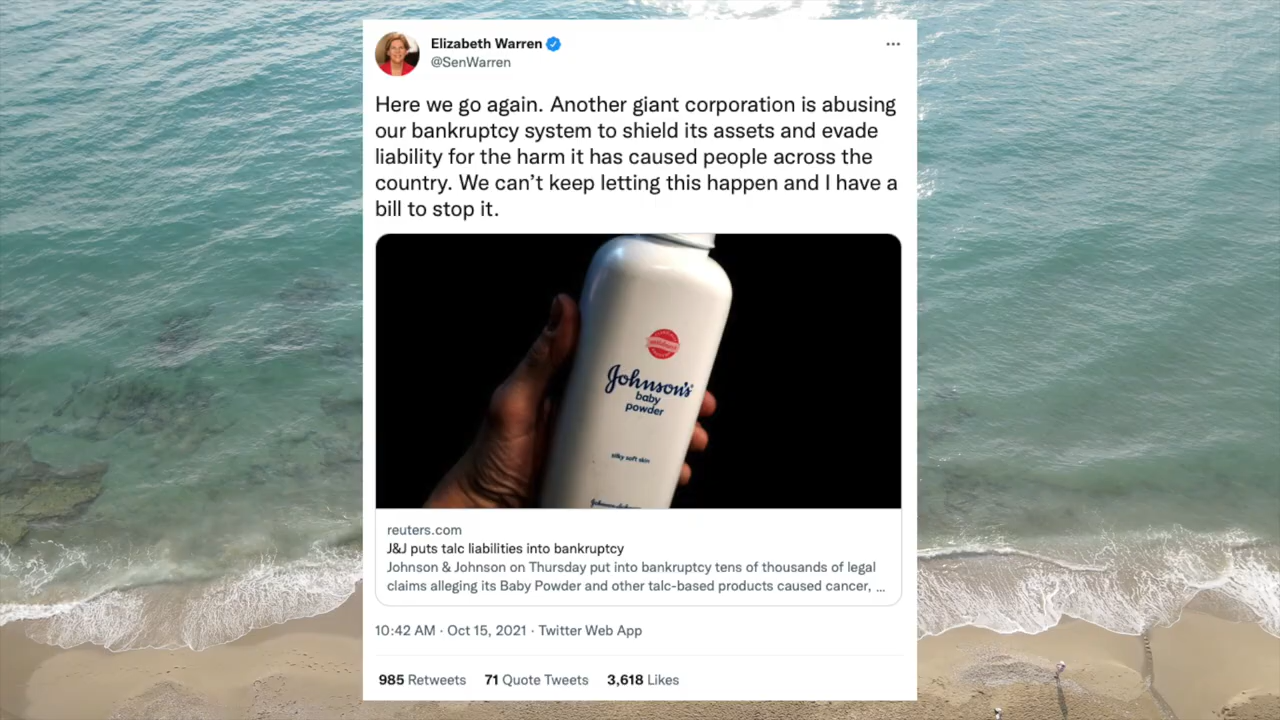 Elizabeth Warren
@SenWarren
Here we go again. Another giant corporation is abusing
our bankruptcy system to shield its assets and evade
liability for the harm it has caused people across the
country. We can’t keep letting this happen and I have a
bill to stop it.
Johnson's
baby
powder
silky soft skin
reuters.com
J&J puts talc liabilities into bankruptcy
Johnson & Johnson on Thursday put into bankruptcy tens of thousands of legal
claims alleging its Baby Powder and other talc-based products caused cancer, ...
10:42 AM · Oct 15, 2021 · Twitter Web App
985 Retweets 71 Quote Tweets 3,618 Likes